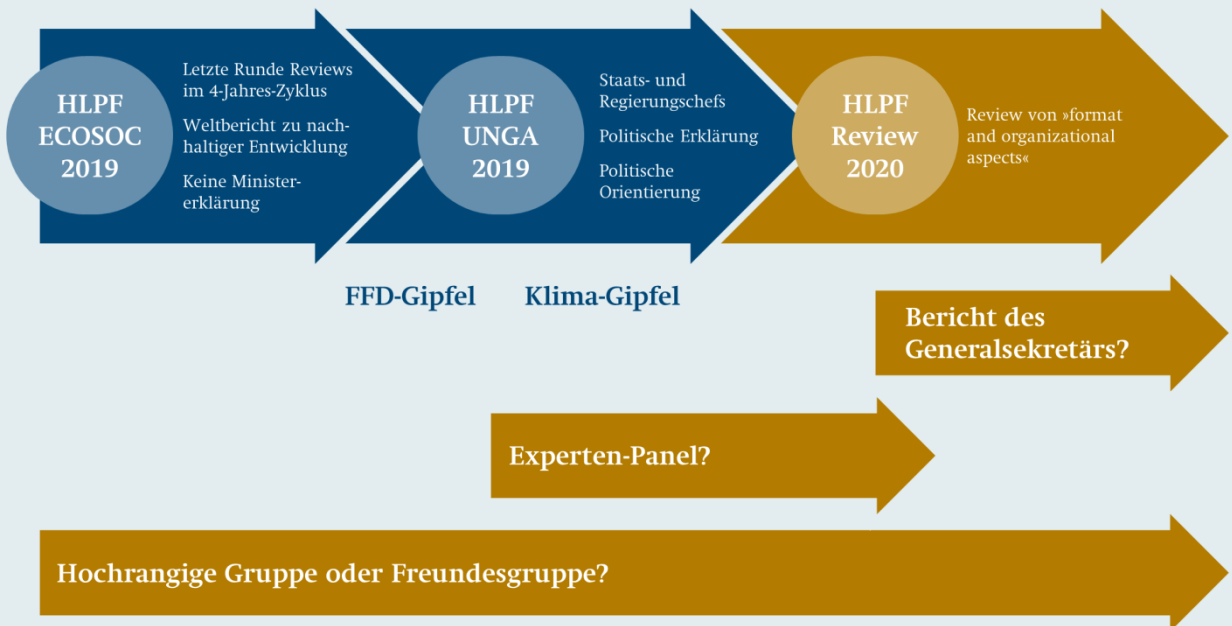 HLPF
ECOSOC
2019
Letzte Runde Reviews
im 4-Jahres-Zyklus
Weltbericht zu nach-
haltiger Entwicklung
Keine Minister-
erklärung
HLPF
UNGA
2019
Staats- und
Regierungschefs
Politische Erklärung
Politische
Orientierung
HLPF
Review
2020
Review von »format
and organizational
aspects«
FFD-Gipfel
Klima-Gipfel
Bericht des
Generalsekretärs?
Experten-Panel?
Hochrangige Gruppe oder Freundesgruppe?